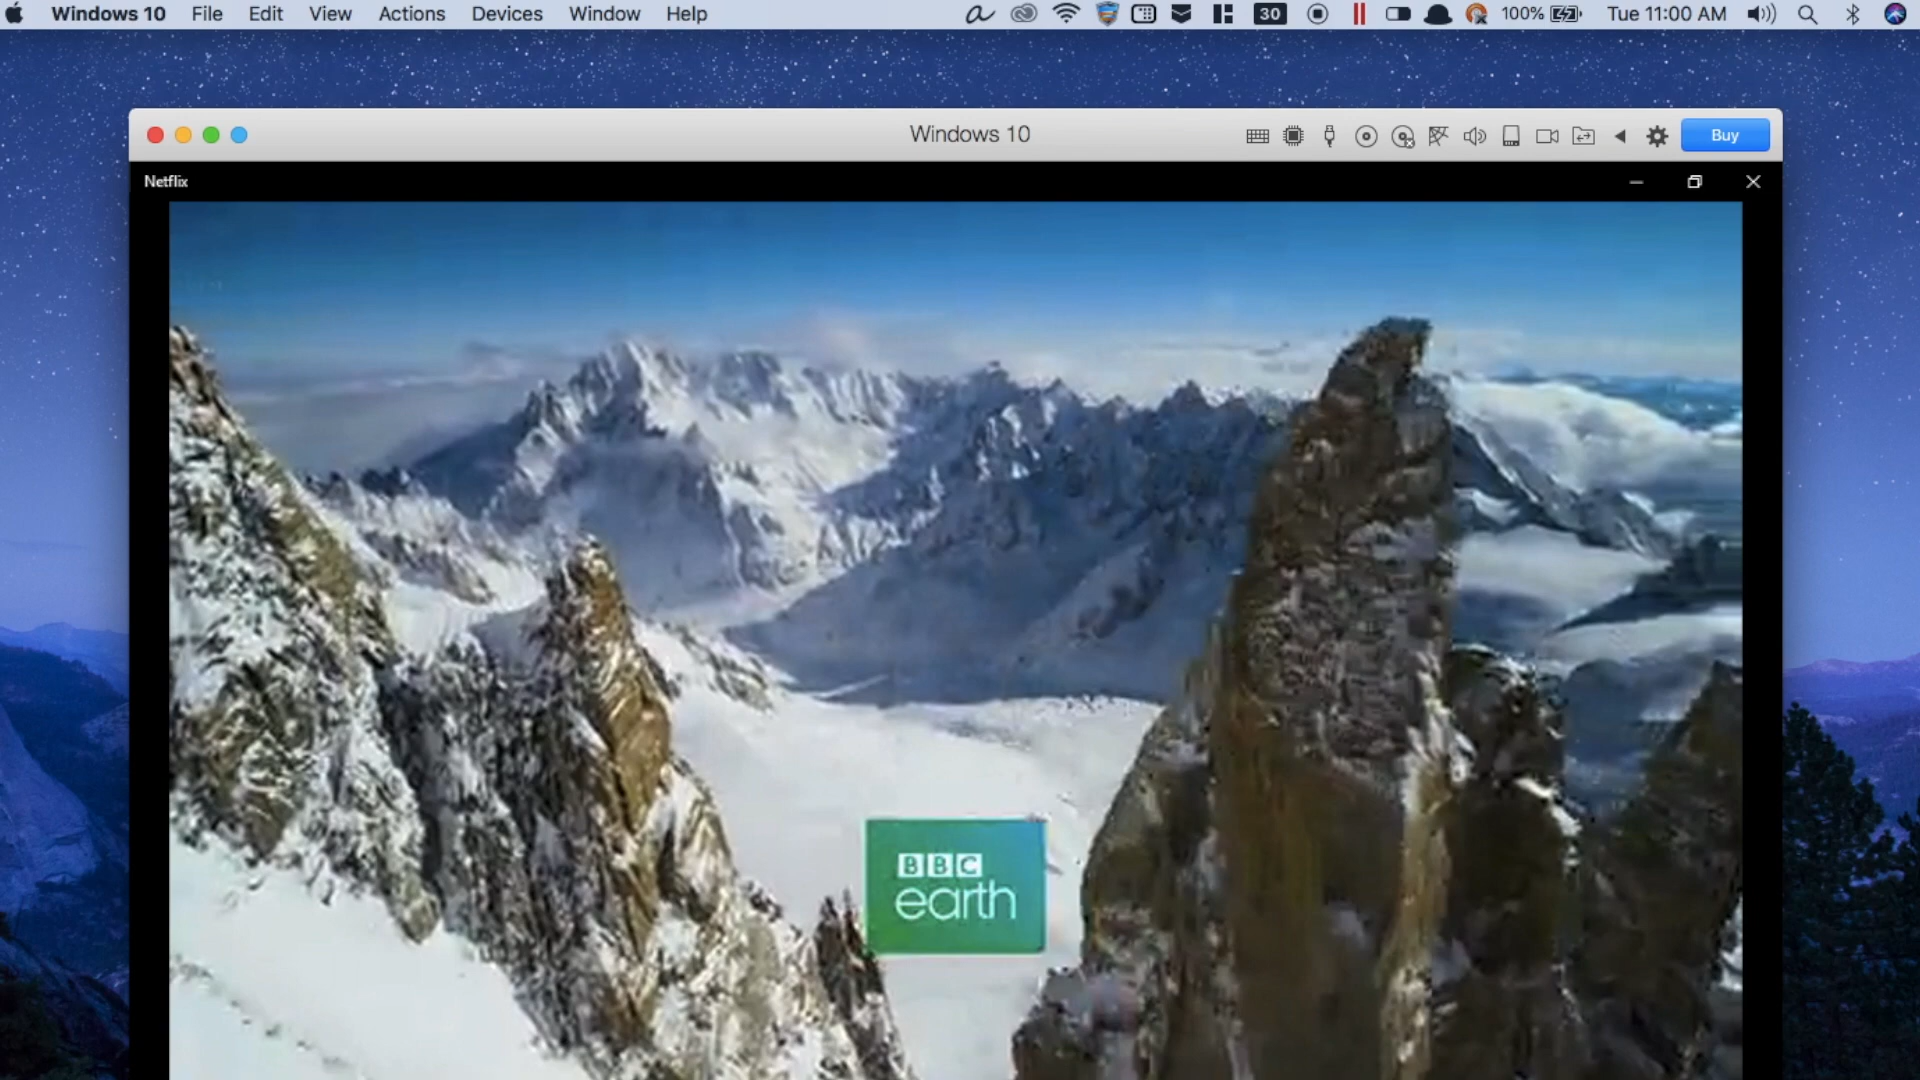 Windows 10 File Edit View Actions Devices Window Help 30 100% Tue 11:00 AM
Windows 10 Buy
Netflix
BBC
earth